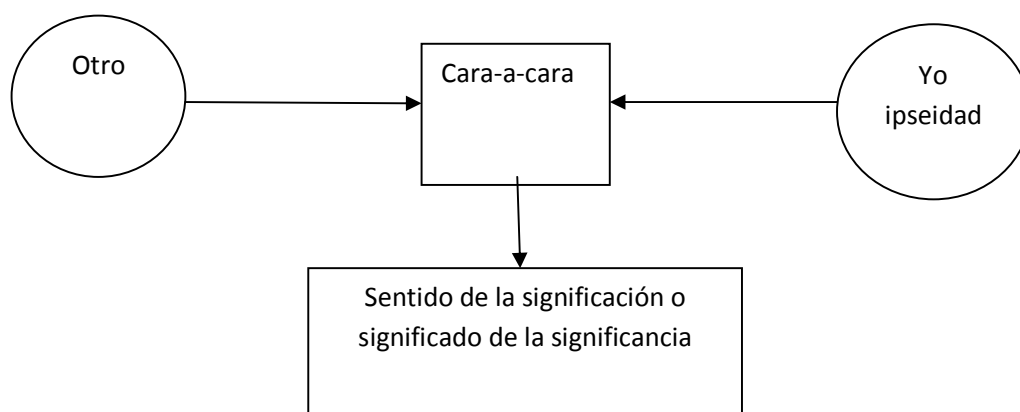 Otro
Cara-a-cara
Yo
ipseidad
Sentido de la significación o
significado de la significancia